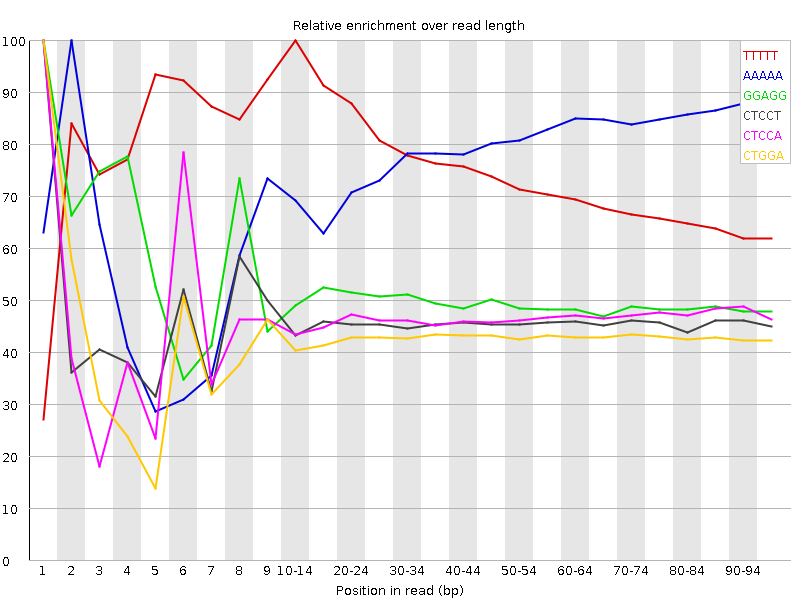 Relative enrichment over read length
100
90
80
70
60
50
40
30
20
10
0
TTTTT
AAAAA
GGAGG
CTCCT
CTCCA
CTGGA
1 2 3 4 5 6 7 8 9 10-14 20-24 30-34 40-44 50-54 60-64 70-74 80-84 90-94
Position in read (bp)